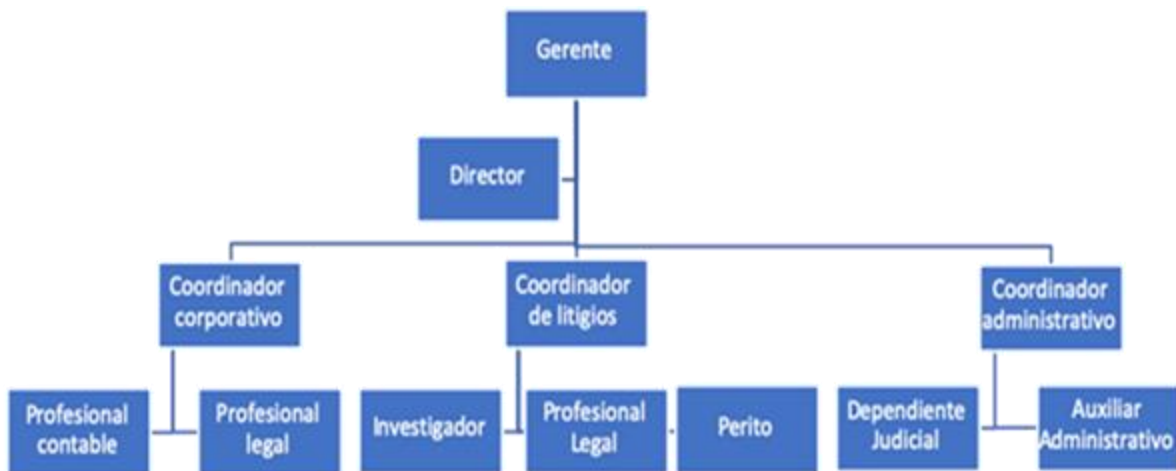 Gerente
Director
Coordinador
corporativo
Coordinador
de litigios
Coordinador
administrativo
Profesional
contable
Profesional
legal
Investigador
Profesional
Legal
Perito
Dependiente
Judicial
Auxiliar
Administrativo